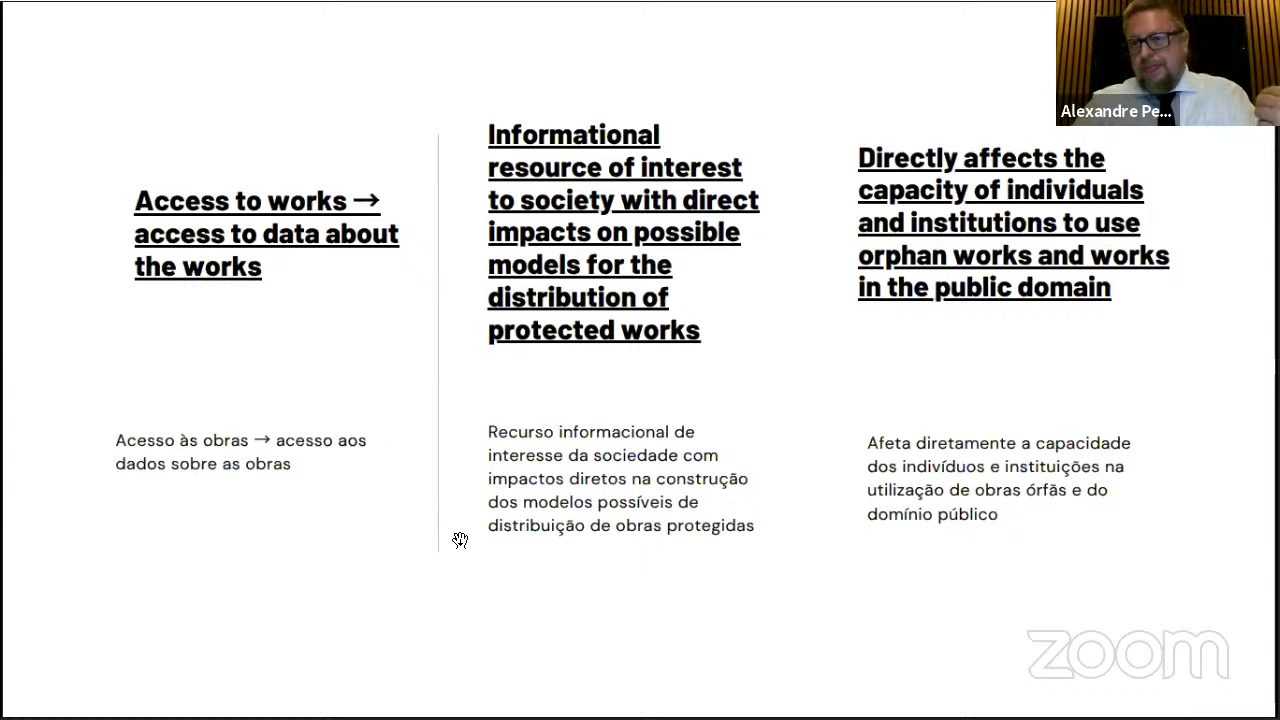 Alexandre Pe...
Access to works →
access to data about
the works
Acesso às obras → acesso aos
dados sobre as obras
Informational
resource of interest
to society with direct
impacts on possible
models for the
distribution of
protected works
Recurso informacional de
interesse da sociedade com
impactos diretos na construção
dos modelos possíveis de
distribuição de obras protegidas
Directly affects the
capacity of individuals
and institutions to use
orphan works and works
in the public domain
Afeta diretamente a capacidade
dos indivíduos e instituições na
utilização de obras órfãs e do
domínio público
zoom